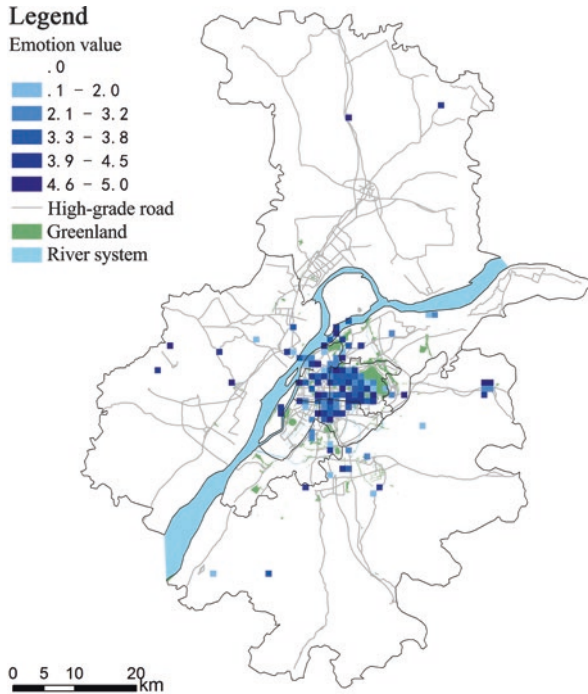 Legend
Emotion value
.0
.1 - 2.0
2.1 - 3.2
3.3 - 3.8
3.9 - 4.5
4.6 - 5.0
High-grade road
Greenland
River system
0 5 10 20
km